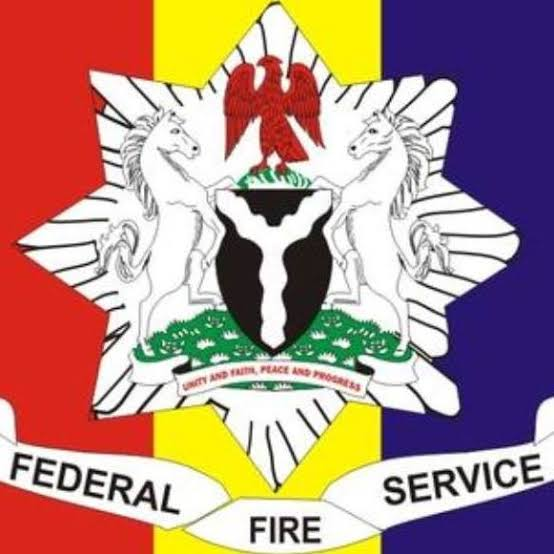 UNITY AND FAITH, PEACE AND PROGRESS
FEDERAL FIRE SERVICE